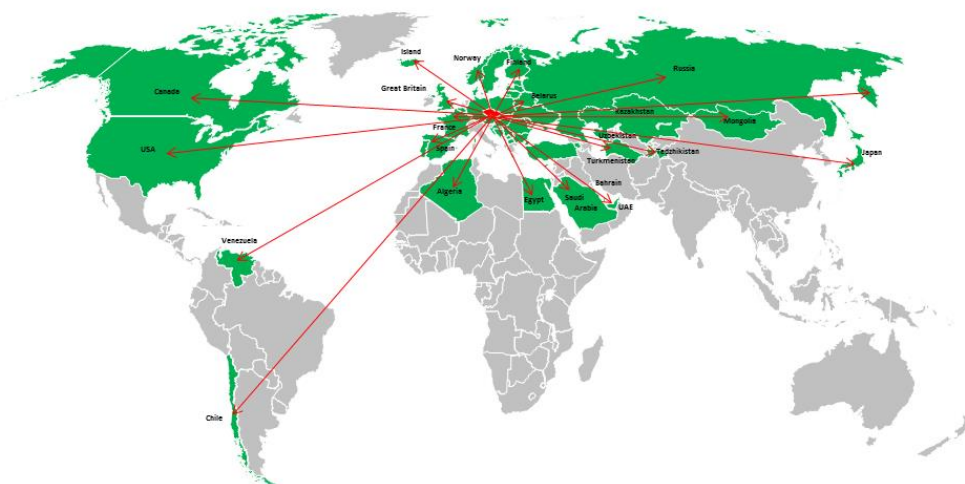 Island
Norway
Finland
Russia
Canada
Great Britain
Belarus
Kazakhstan
Mongolia
France
USA
Spain
Uzbekistan
Tadzhikistan
Japan
Turkmenistan
Bahrain
Algeria
Egypt
Saudi
Arabia
UAE
Venezuela
Chile